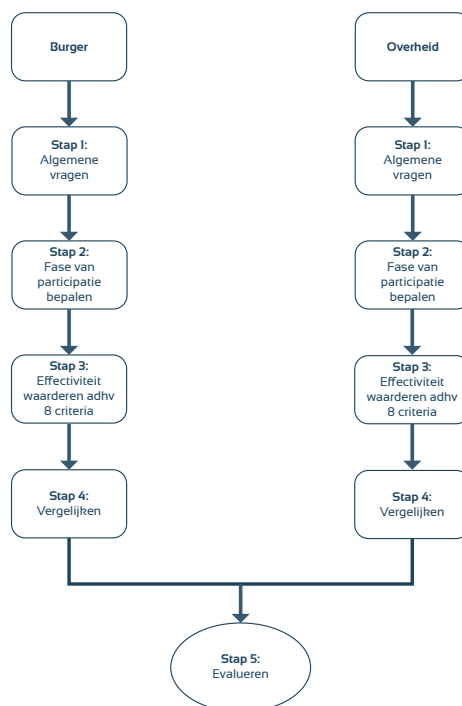 Burger
Stap 1:
Algemene
vragen
Stap 2:
Fase van
participatie
bepalen
Stap 3:
Effectiviteit
waarderen adhv
8 criteria
Stap 4:
Vergelijken
Overheid
Stap 1:
Algemene
vragen
Stap 2:
Fase van
participatie
bepalen
Stap 3:
Effectiviteit
waarderen adhv
8 criteria
Stap 4:
Vergelijken
Stap 5:
Evalueren